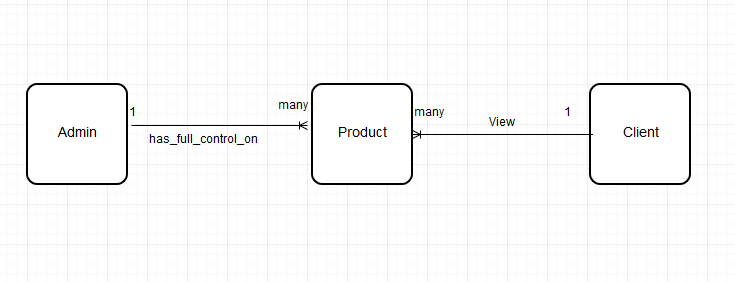 Admin
1
has_full_control_on
many
Product
many
View
1
Client